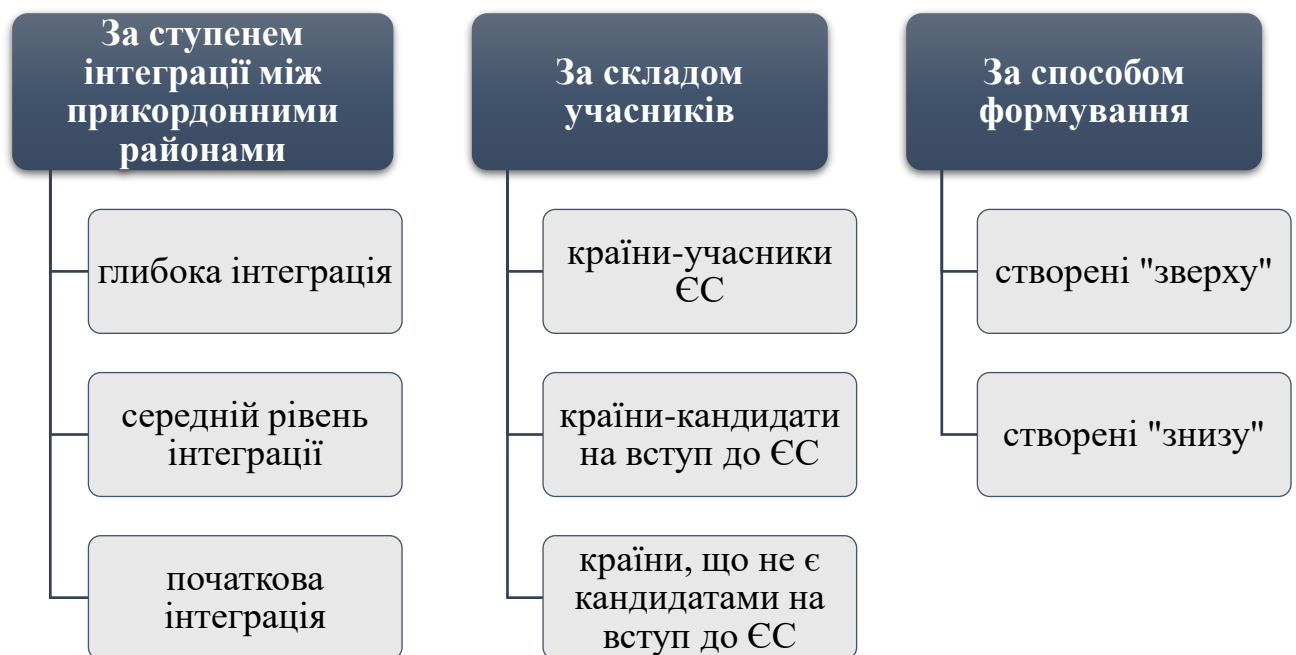 За ступенем
інтеграції між
прикордонними
районами
глибока інтеграція
середній рівень
інтеграції
початкова
інтеграція
За складом
учасників
країни-учасники
ЄС
країни-кандидати
на вступ до ЄС
країни, що не є
кандидатами на
вступ до ЄС
За способом
формування
створені "зверху"
створені "знизу"